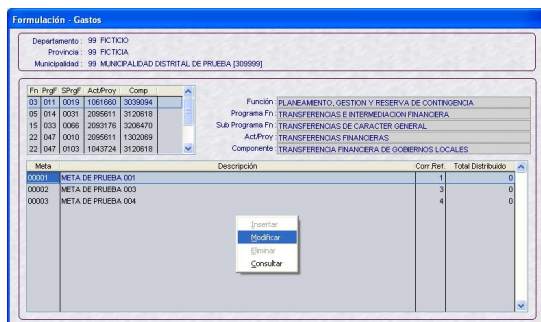 Formulación - Gastos
Departamento : 99 FICTICIO
Provincia : 99 FICTICIA
Municipalidad : 99 MUNICIPALIDAD DISTRITAL DE PRUEBA [309999]
Fn PrgF SPrgF Act/Proy Comp
03 011 0019 1061660 3039094
05 014 0031 2095611 3120618
15 033 0066 2093176 3206470
22 047 0010 2095611 1302069
22 047 0103 1043724 3120618
Función : PLANEAMIENTO, GESTION Y RESERVA DE CONTINGENCIA
Programa Fn : TRANSFERENCIAS E INTERMEDIACION FINANCIERA
Sub Programa Fn : TRANSFERENCIAS DE CARACTER GENERAL
Act/Proy : TRANSFERENCIAS FINANCIERAS
Componente : TRANSFERENCIA FINANCIERA DE GOBIERNOS LOCALES
Meta Descripción Corr.Ref. Total Distribuido
00001 META DE PRUEBA 001 1 0
00002 META DE PRUEBA 003 3 0
00003 META DE PRUEBA 004 4 0
Insertar
Modificar
Eliminar
Consultar